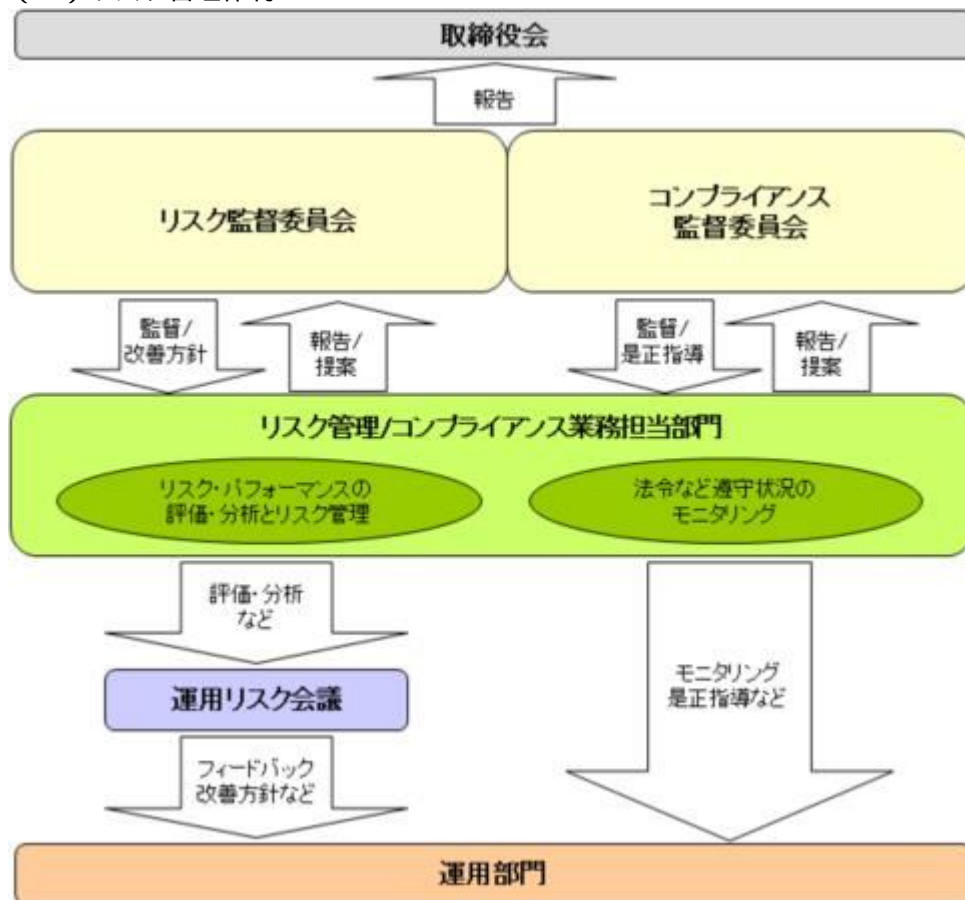 取締役会
報告
リスク監督委員会
コンプライアンス
監督委員会
監督/
改善方針
報告/
提案
監督/
是正指導
報告/
提案
リスク管理/コンプライアンス業務担当部門
リスク・パフォーマンスの
評価・分析とリスク管理
法令など遵守状況の
モニタリング
評価・分析
など
運用リスク会議
フィードバック
改善方針など
モニタリング
是正指導など
運用部門